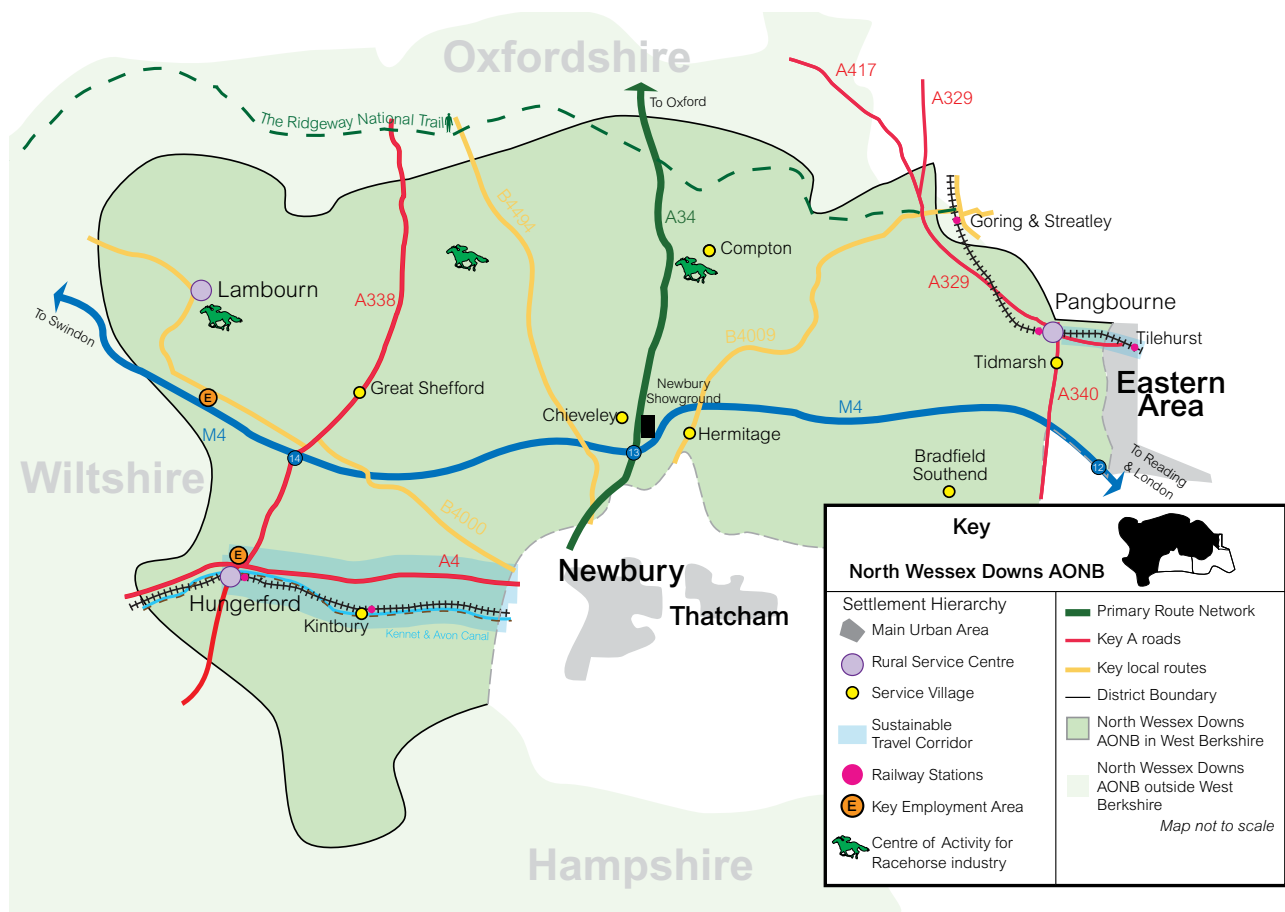 Oxfordshire
A417
A329
To Oxford
The Ridgeway National Trail
B4494
A34
Goring & Streatley
Compton
Lambourn
A338
A329
Pangbourne
To Swindon
B4009
Tilehurst
Tidmarsh
Great Shefford
Newbury
Showground
A340
Eastern
Area
E
Chieveley
M4
M4
Hermitage
13
14
Bradfield
Southend
12
To Reading
& London
Wiltshire
B4000
E
A4
Hungerford
Kintbury
Kennet & Avon Canal
Newbury
Thatcham
Hampshire
Key
North Wessex Downs AONB
Settlement Hierarchy
Main Urban Area
Rural Service Centre
Service Village
Sustainable
Travel Corridor
Railway Stations
E
Key Employment Area
Centre of Activity for
Racehorse industry
Primary Route Network
Key A roads
Key local routes
District Boundary
North Wessex Downs
AONB in West Berkshire
North Wessex Downs
AONB outside West
Berkshire
Map not to scale